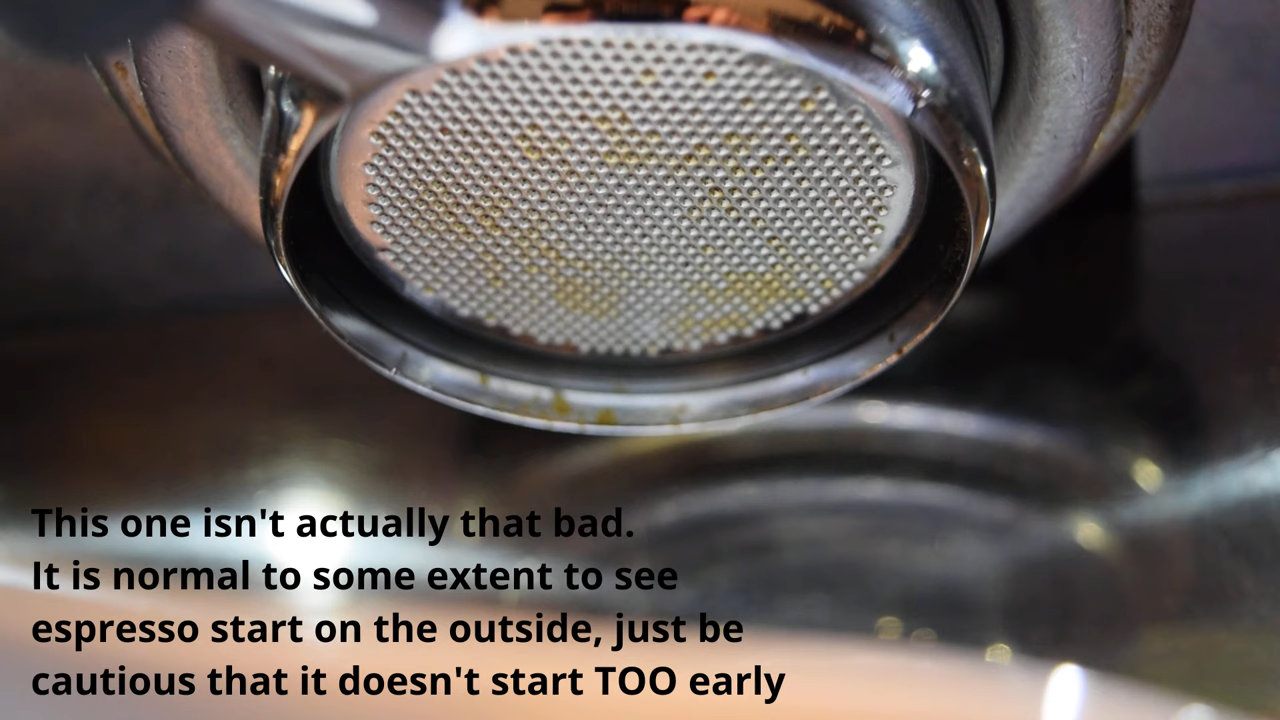 This one isn't actually that bad.
It is normal to some extent to see
espresso start on the outside, just be
cautious that it doesn't start TOO early